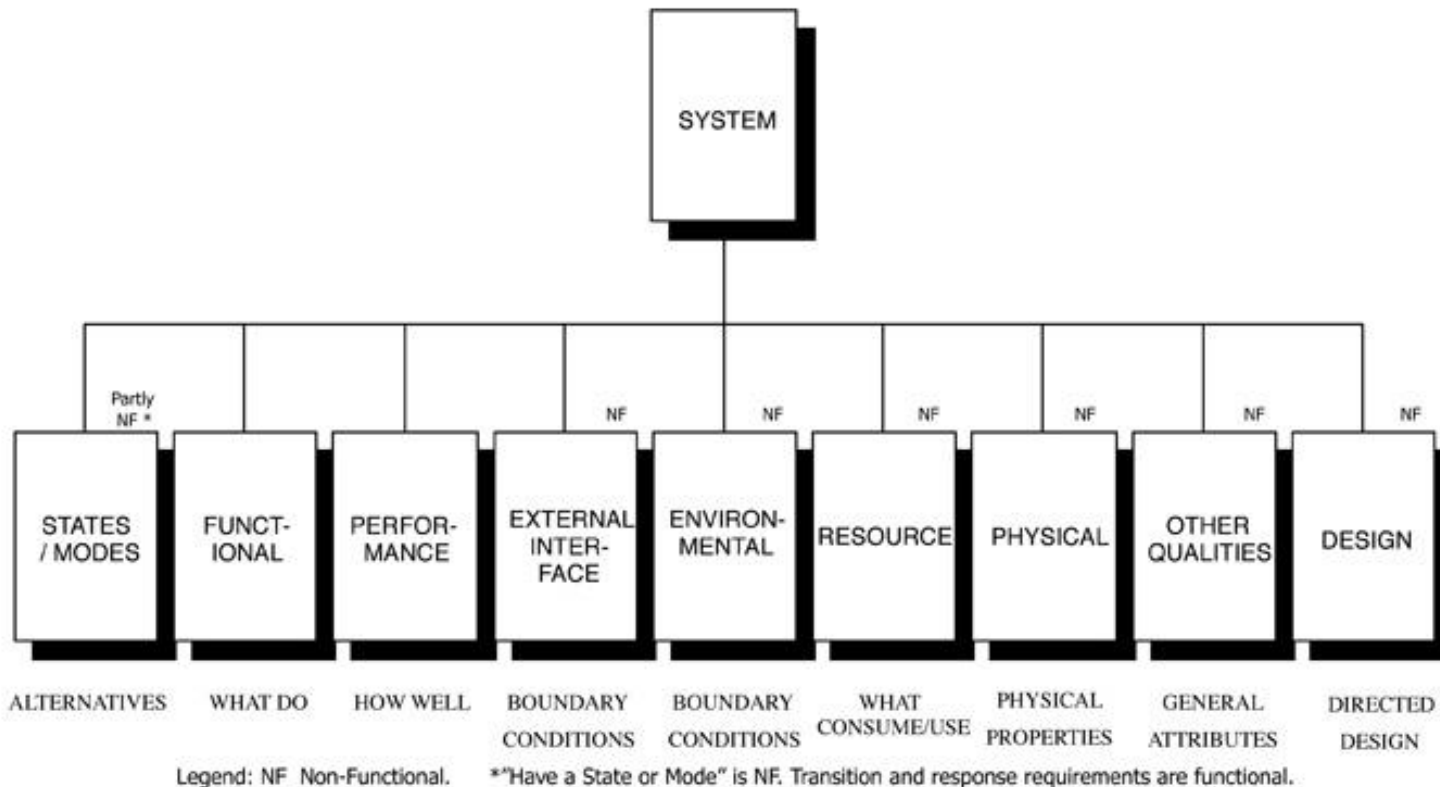 SYSTEM
Partly
NF *
NF
NF
NF
NF
NF
NF
STATES
/ MODES
FUNCT-
IONAL
PERFOR-
MANCE
EXTERNAL
INTER-
FACE
ENVIRON-
MENTAL
RESOURCE
PHYSICAL
OTHER
QUALITIES
DESIGN
ALTERNATIVES
WHAT DO
HOW WELL
BOUNDARY
CONDITIONS
BOUNDARY
CONDITIONS
WHAT
CONSUME/USE
PHYSICAL
PROPERTIES
GENERAL
ATTRIBUTES
DIRECTED
DESIGN
Legend: NF Non-Functional. *"Have a State or Mode" is NF. Transition and response requirements are functional.